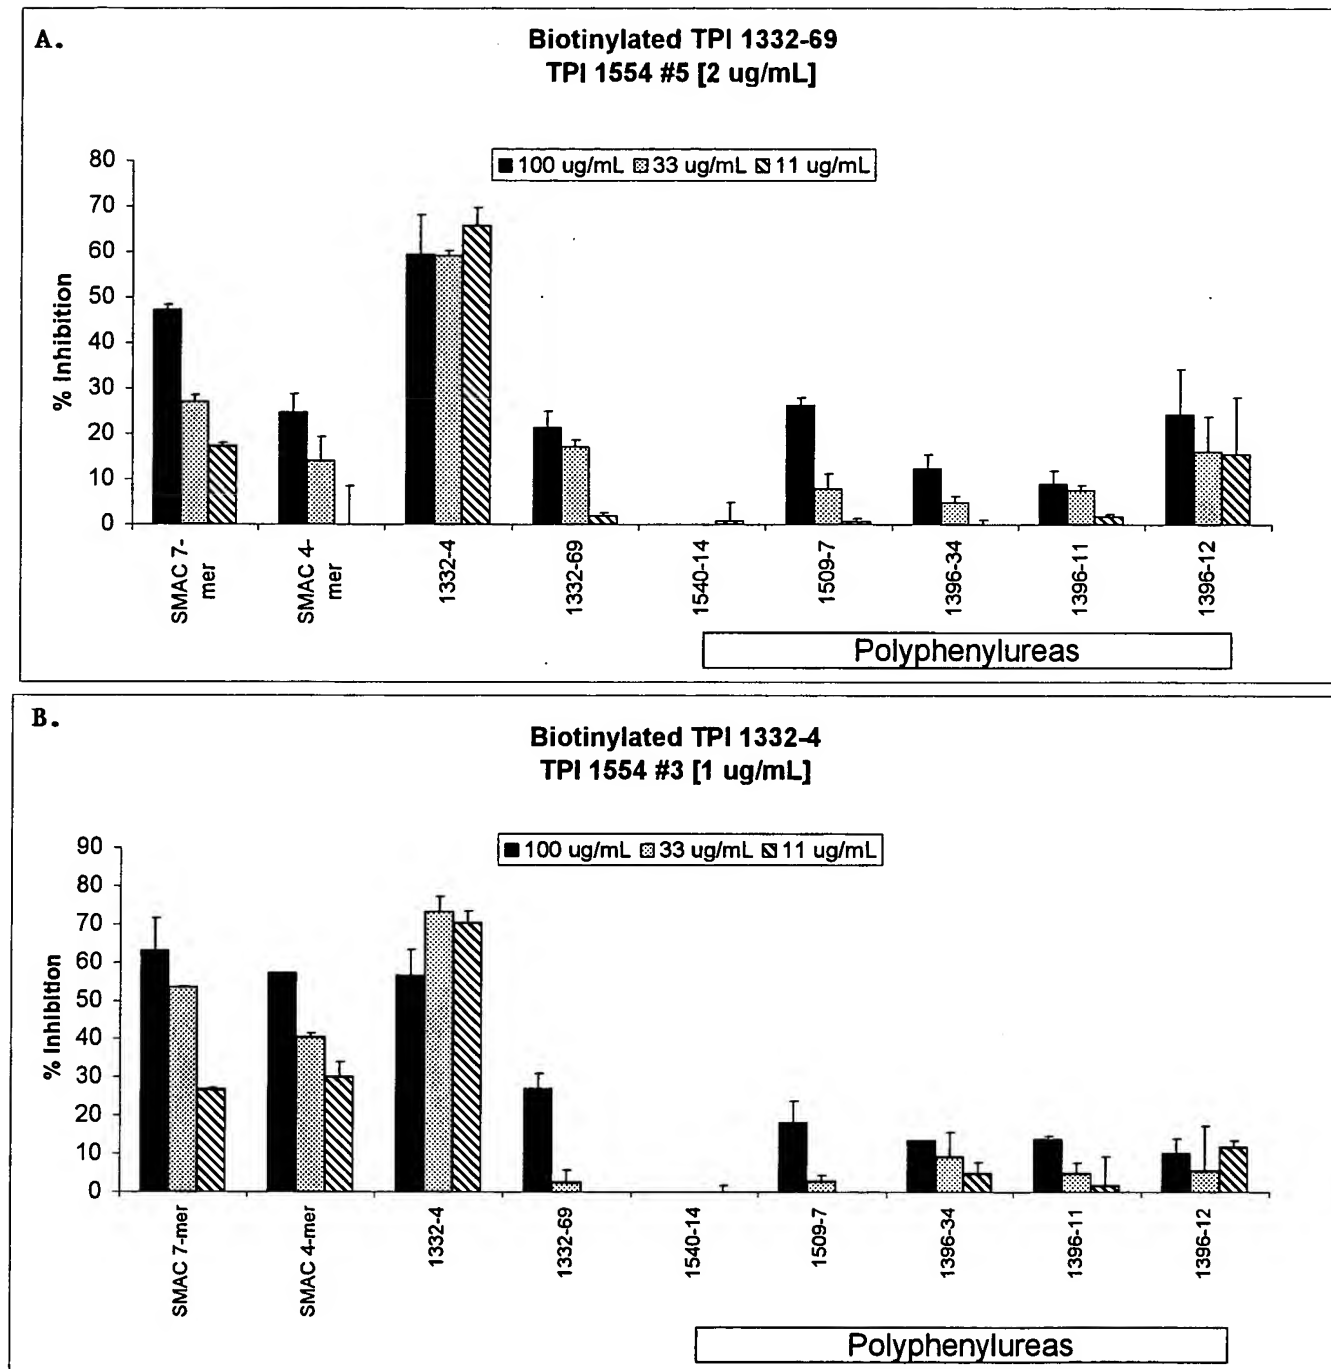 A.
Biotinylated TPI 1332-69
TPI 1554 #5 [2 ug/mL]
100 ug/mL 33 ug/mL 11 ug/mL
% Inhibition
80
70
60
50
40
30
20
10
0
SMAC 7-
mer
SMAC 4-
mer
1332-4
1332-69
1540-14
1509-7
1396-34
1396-11
1396-12
Polyphenylureas
B.
Biotinylated TPI 1332-4
TPI 1554 #3 [1 ug/mL]
100 ug/mL 33 ug/mL 11 ug/mL
% Inhibition
90
80
70
60
50
40
30
20
10
0
SMAC 7-mer
SMAC 4-mer
1332-4
1332-69
1540-14
1509-7
1396-34
1396-11
1396-12
Polyphenylureas